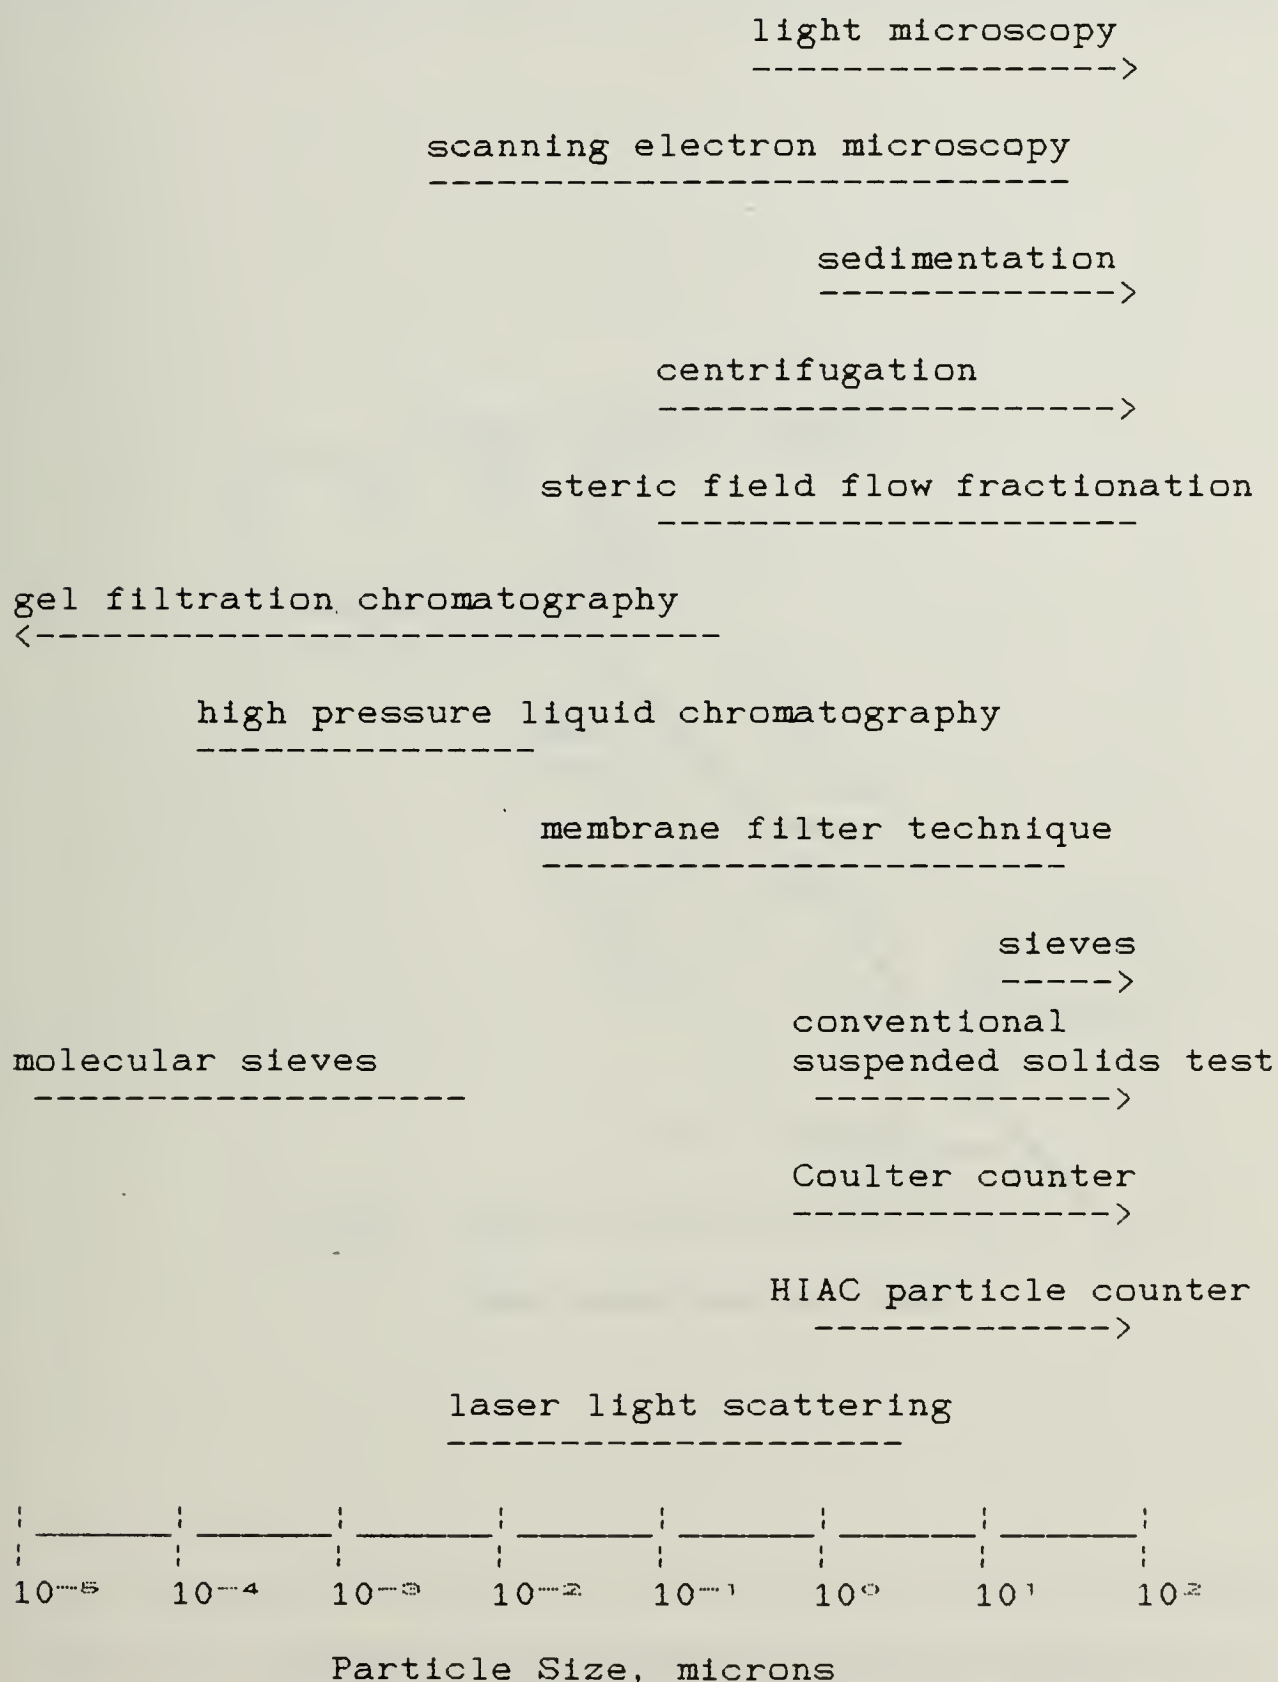 light microscopy
---------------->
scanning electron microscopy
----------------------------
sedimentation
------------->
centrifugation
-------------------->
steric field flow fractionation
---------------------
gel filtration chromatography
<------------------------------
high pressure liquid chromatography
---------------
membrane filter technique
-----------------------
sieves
----->
conventional
molecular sieves suspended solids test
------------------- ------------->
Coulter counter
-------------->
HIAC particle counter
------------->
laser light scattering
--------------------
10⁻⁵ 10⁻⁴ 10⁻³ 10⁻² 10⁻¹ 10⁰ 10¹ 10²
Particle Size, microns